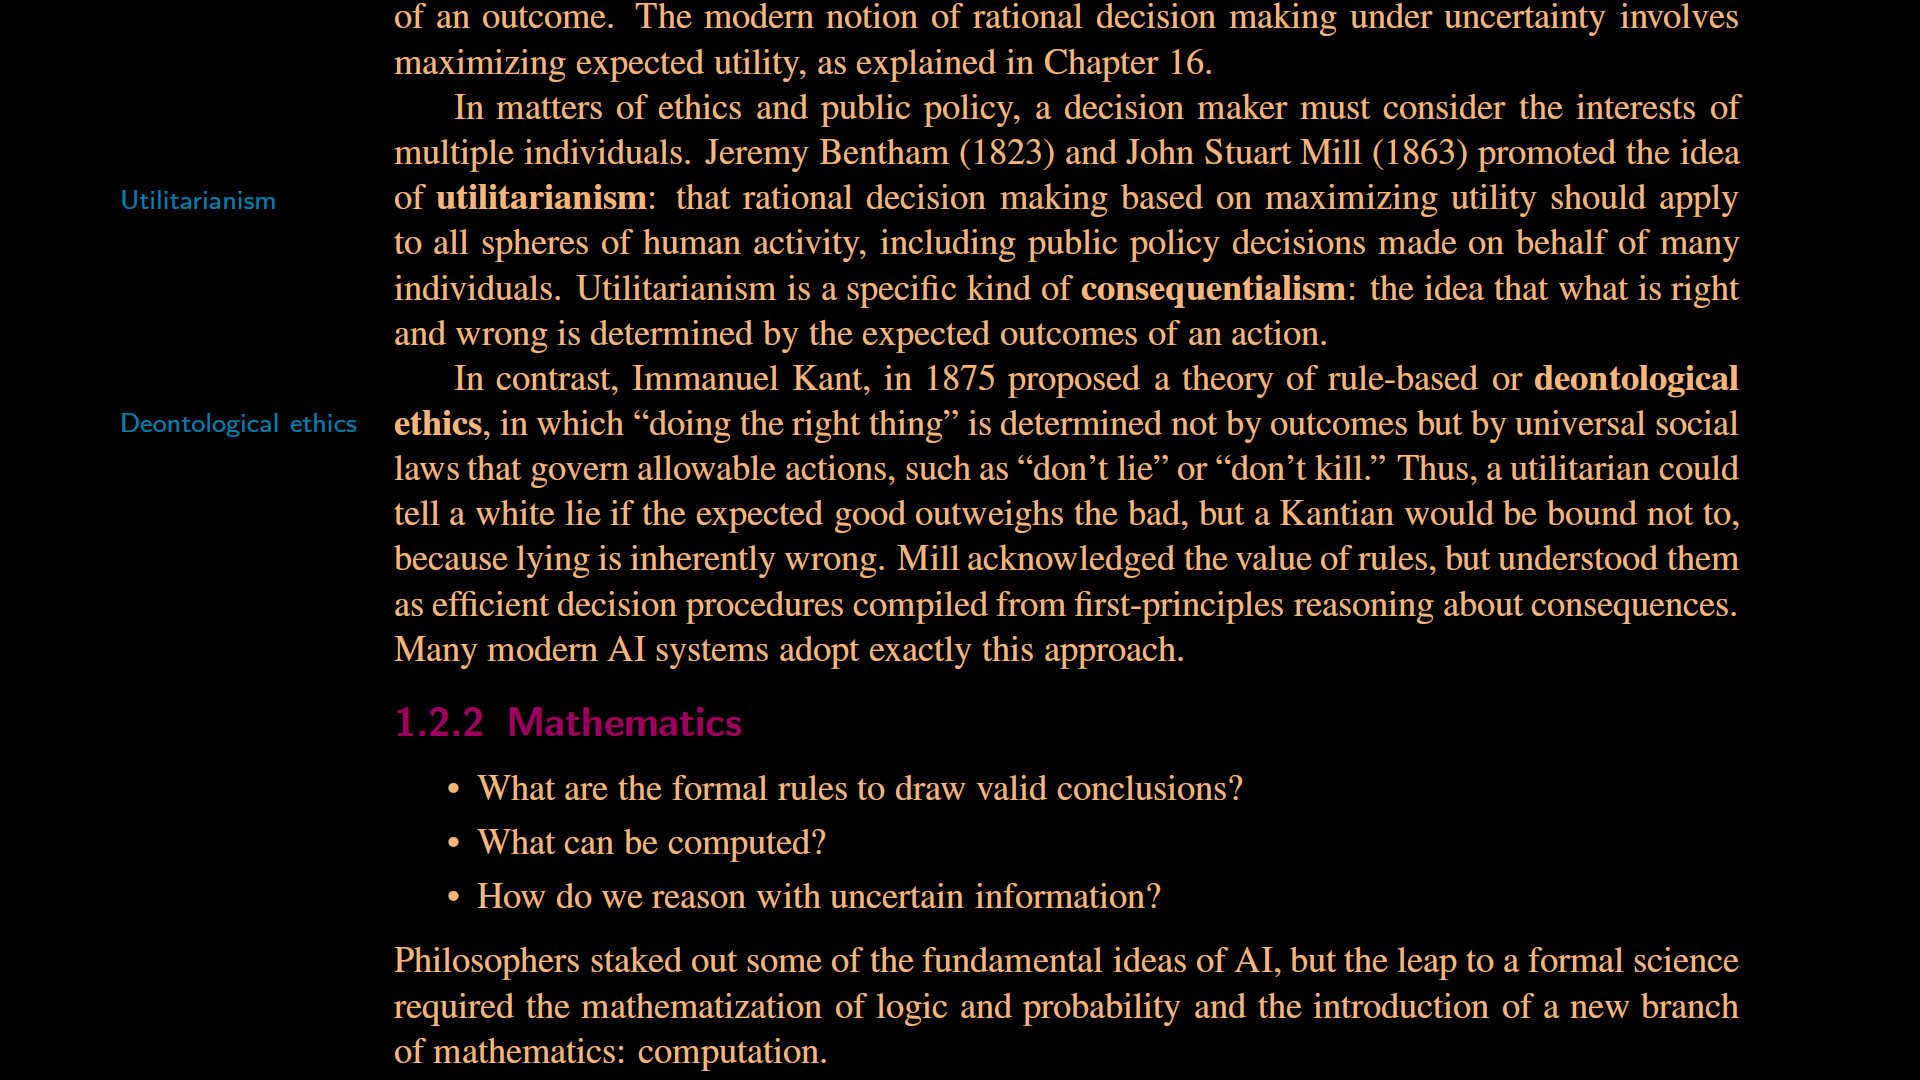 of an outcome. The modern notion of rational decision making under uncertainty involves
maximizing expected utility, as explained in Chapter 16.
In matters of ethics and public policy, a decision maker must consider the interests of
multiple individuals. Jeremy Bentham (1823) and John Stuart Mill (1863) promoted the idea
Utilitarianism
of utilitarianism: that rational decision making based on maximizing utility should apply
to all spheres of human activity, including public policy decisions made on behalf of many
individuals. Utilitarianism is a specific kind of consequentialism: the idea that what is right
and wrong is determined by the expected outcomes of an action.
In contrast, Immanuel Kant, in 1875 proposed a theory of rule-based or deontological
Deontological ethics
ethics, in which “doing the right thing” is determined not by outcomes but by universal social
laws that govern allowable actions, such as “don’t lie” or “don’t kill.” Thus, a utilitarian could
tell a white lie if the expected good outweighs the bad, but a Kantian would be bound not to,
because lying is inherently wrong. Mill acknowledged the value of rules, but understood them
as efficient decision procedures compiled from first-principles reasoning about consequences.
Many modern AI systems adopt exactly this approach.
1.2.2 Mathematics
• What are the formal rules to draw valid conclusions?
• What can be computed?
• How do we reason with uncertain information?
Philosophers staked out some of the fundamental ideas of AI, but the leap to a formal science
required the mathematization of logic and probability and the introduction of a new branch
of mathematics: computation.